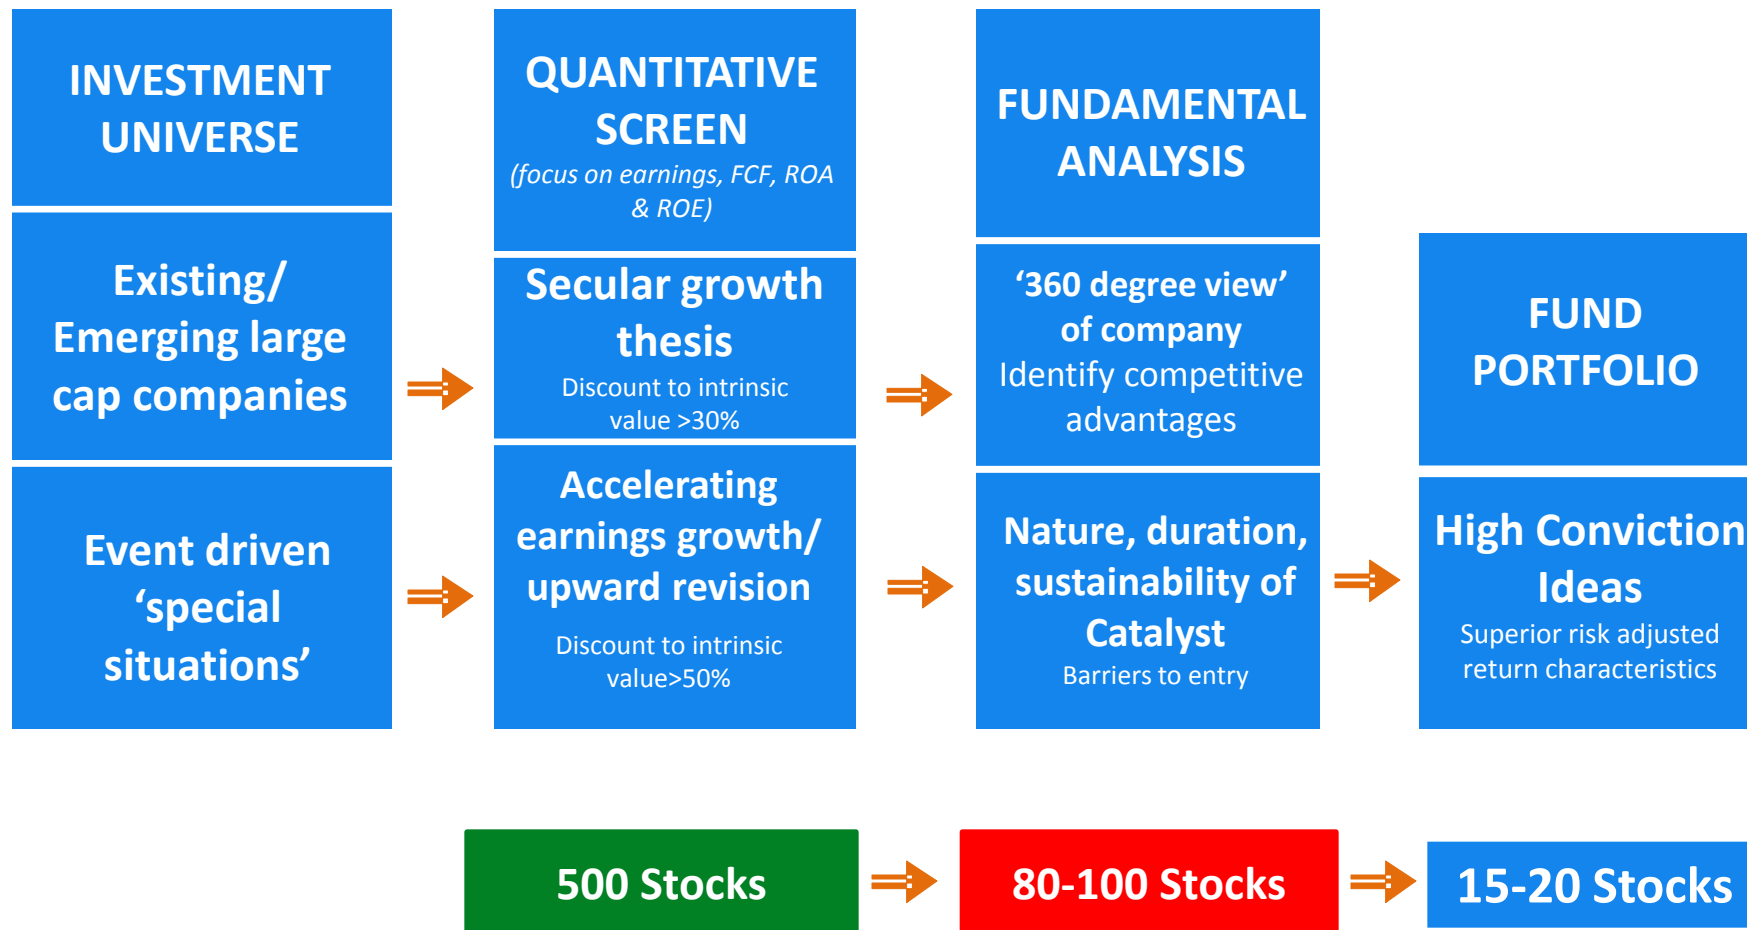 INVESTMENT
UNIVERSE
Existing/
Emerging large
cap companies
Event driven
‘special
situations’
QUANTITATIVE
SCREEN
(focus on earnings, FCF, ROA
& ROE)
Secular growth
thesis
Discount to intrinsic
value >30%
Accelerating
earnings growth/
upward revision
Discount to intrinsic
value>50%
FUNDAMENTAL
ANALYSIS
‘360 degree view’
of company
Identify competitive
advantages
Nature, duration,
sustainability of
Catalyst
Barriers to entry
FUND
PORTFOLIO
High Conviction
Ideas
Superior risk adjusted
return characteristics
500 Stocks
80-100 Stocks
15-20 Stocks